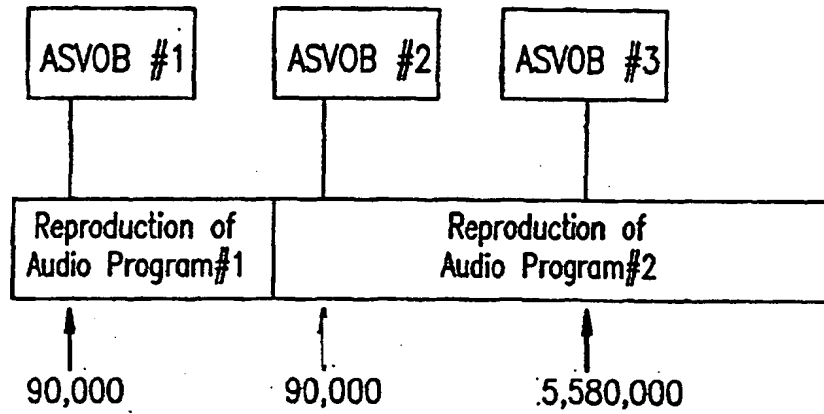 ASVOB #1
ASVOB #2
ASVOB #3
Reproduction of
Audio Program#1
Reproduction of
Audio Program#2
90,000
90,000
5,580,000